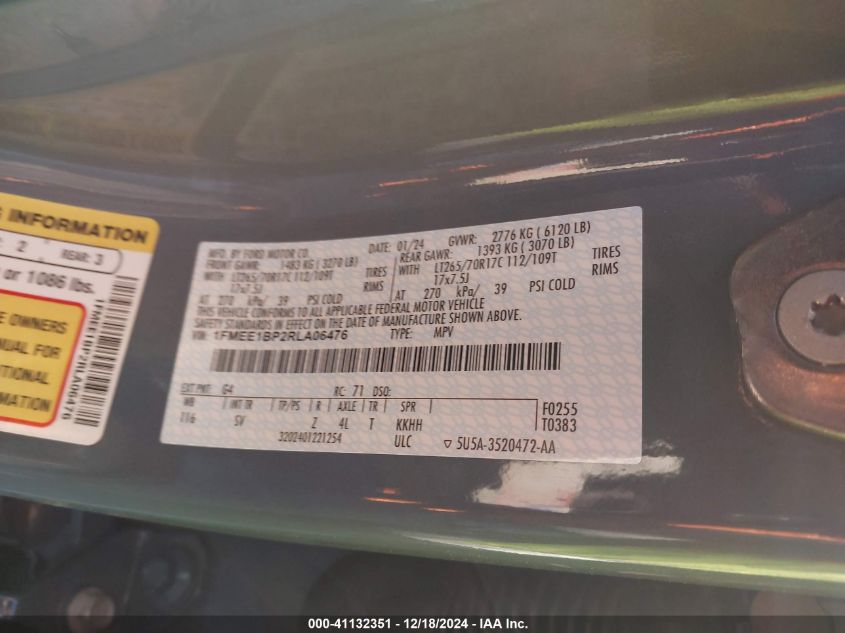 G INFORMATION
: 2 REAR: 3
or 1086 lbs.
E OWNERS
NUAL FOR
ITIONAL
RMATION
1FMEE1BP2RLA06476
MFD. BY FORD MOTOR CO. DATE: 01/24 GVWR: 2776 KG ( 6120 LB)
FRONT GAWR: 1483 KG ( 3270 LB) REAR GAWR: 1393 KG ( 3070 LB)
WITH LT265/70R17C 112/109T TIRES WITH LT265/70R17C 112/109T TIRES
17x7.5J RIMS 17x7.5J RIMS
AT 270 kPa/ 39 PSI COLD AT 270 kPa/ 39 PSI COLD
THIS VEHICLE CONFORMS TO ALL APPLICABLE FEDERAL MOTOR VEHICLE
SAFETY STANDARDS IN EFFECT ON THE DATE OF MANUFACTURE SHOWN ABOVE.
VIN: 1FMEE1BP2RLA06476 TYPE: MPV
EXT PNT: G4 RC: 71 DSO:
WB INT TR TP/PS R AXLE TR SPR F0255
116 SV Z 4L T KKHH T0383
3202401221254 ULC ▽ 5U5A-3520472-AA
000-41132351 - 12/18/2024 - IAA Inc.